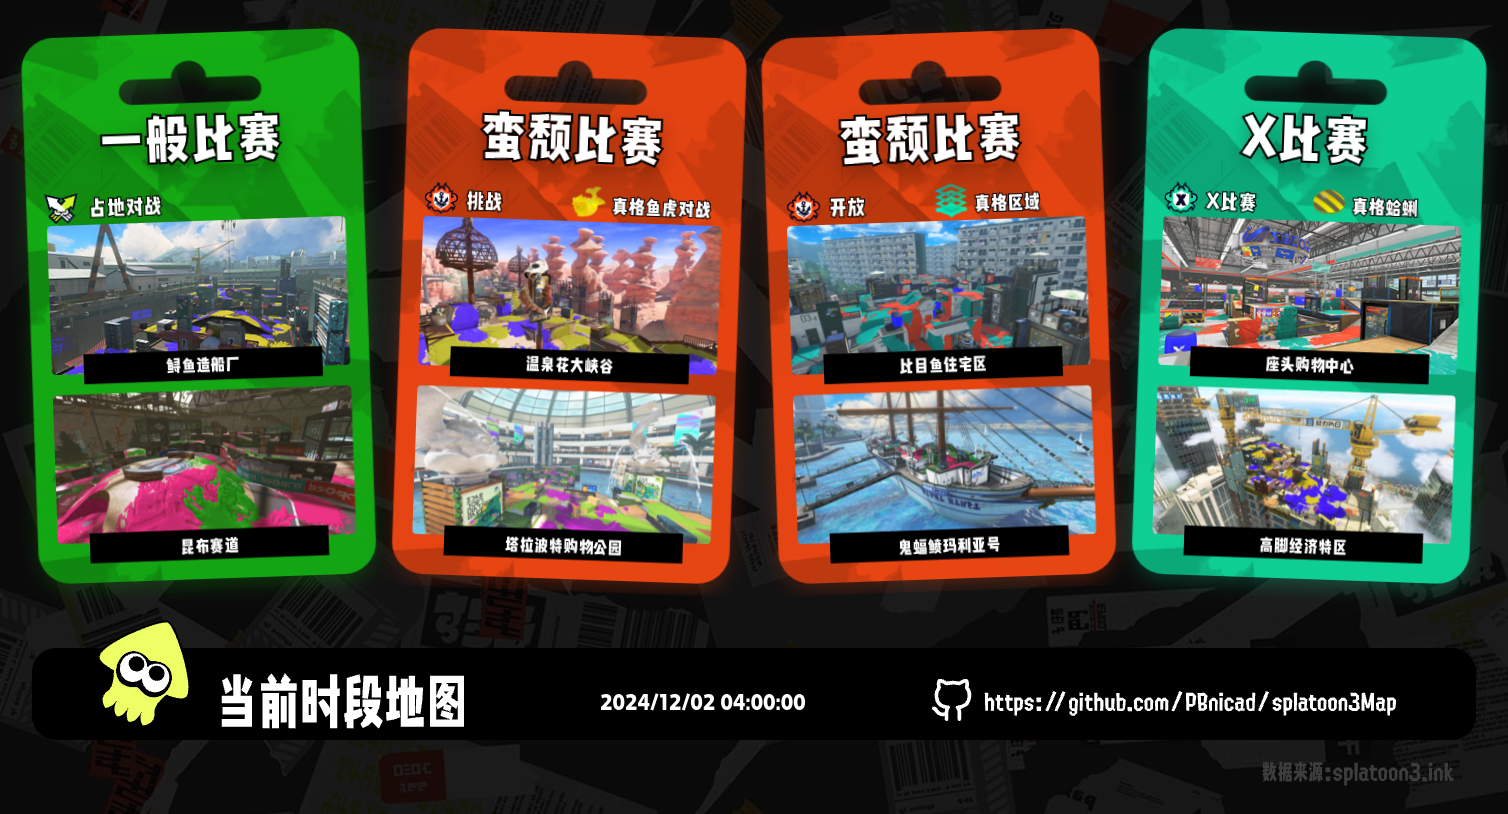 一般比赛
占地对战
鲟鱼造船厂
昆布赛道
蛮颓比赛
挑战
真格鱼虎对战
温泉花大峡谷
塔拉波特购物公园
蛮颓比赛
开放
真格区域
比目鱼住宅区
鬼蝠鲼玛利亚号
X比赛
X比赛
真格蛤蜊
座头购物中心
高脚经济特区
当前时段地图
2024/12/02 04:00:00
https://github.com/PBnicad/splatoon3Map
数据来源:splatoon3.ink